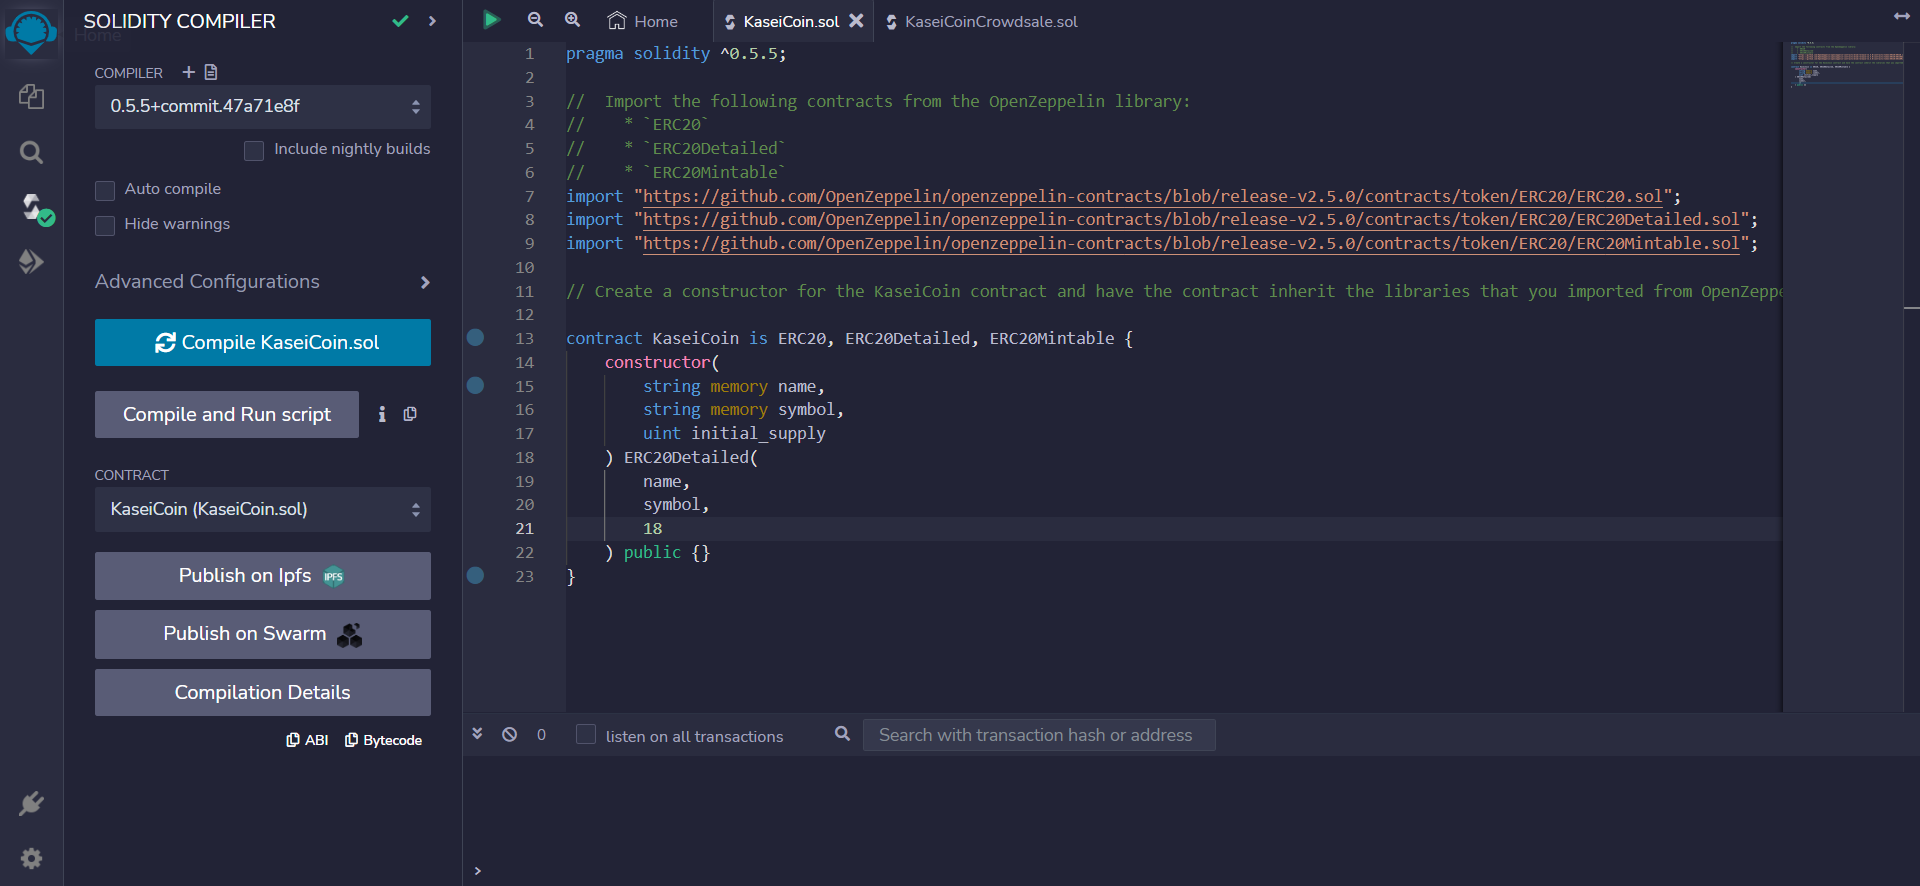 SOLIDITY COMPILER
Home
COMPILER
0.5.5+commit.47a71e8f
Include nightly builds
Auto compile
Hide warnings
Advanced Configurations
Compile KaseiCoin.sol
Compile and Run script
CONTRACT
KaseiCoin (KaseiCoin.sol)
Publish on Ipfs IPFS
Publish on Swarm
Compilation Details
ABI Bytecode
Home KaseiCoin.sol KaseiCoinCrowdsale.sol
1 pragma solidity ^0.5.5;
2
3 //  Import the following contracts from the OpenZeppelin library:
4 //    * `ERC20`
5 //    * `ERC20Detailed`
6 //    * `ERC20Mintable`
7 import "https://github.com/OpenZeppelin/openzeppelin-contracts/blob/release-v2.5.0/contracts/token/ERC20/ERC20.sol";
8 import "https://github.com/OpenZeppelin/openzeppelin-contracts/blob/release-v2.5.0/contracts/token/ERC20/ERC20Detailed.sol";
9 import "https://github.com/OpenZeppelin/openzeppelin-contracts/blob/release-v2.5.0/contracts/token/ERC20/ERC20Mintable.sol";
10
11 // Create a constructor for the KaseiCoin contract and have the contract inherit the libraries that you imported from OpenZeppe
12
13 contract KaseiCoin is ERC20, ERC20Detailed, ERC20Mintable {
14     constructor(
15         string memory name,
16         string memory symbol,
17         uint initial_supply
18     ) ERC20Detailed(
19         name,
20         symbol,
21         18
22     ) public {}
23 }
0 listen on all transactions Search with transaction hash or address
>